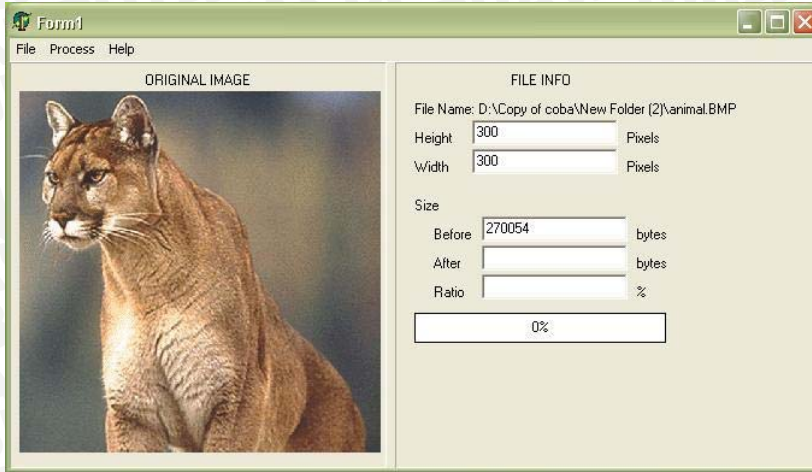 Form1
File Process Help
ORIGINAL IMAGE
FILE INFO
File Name: D:\Copy of coba\New Folder (2)\animal.BMP
Height 300 Pixels
Width 300 Pixels
Size
Before 270054 bytes
After bytes
Ratio %
0%